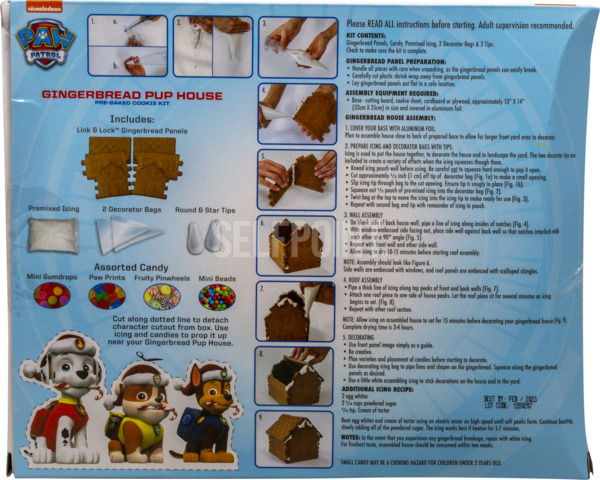 nickelodeon
PAW
PATROL
GINGERBREAD PUP HOUSE
PRE-BAKED COOKIE KIT
Includes:
Link & Lock™ Gingerbread Panels
Premixed Icing
2 Decorator Bags
Round & Star Tips
Assorted Candy
Mini Gumdrops
Paw Prints
Fruity Pinwheels
Mini Beads
Cut along dotted line to detach
character cutout from box. Use
icing and candies to prop it up
near your Gingerbread Pup House.
1.
a.
b.
2.
3.
4.
5.
6.
7.
8.
9.
Please READ ALL instructions before starting. Adult supervision recommended.
KIT CONTENTS:
Gingerbread Panels, Candy, Premixed Icing, 2 Decorator Bags & 2 Tips.
Check to make sure the kit is complete.
GINGERBREAD PANEL PREPARATION:
• Handle all pieces with care when unpacking, as the gingerbread panels can easily break.
• Carefully cut plastic shrink wrap away from gingerbread panels.
• Lay gingerbread panels out flat in a safe location.
ASSEMBLY EQUIPMENT REQUIRED:
• Base - cutting board, cookie sheet, cardboard or plywood, approximately 13" X 14"
(33cm X 35cm) in size and covered in aluminum foil.
GINGERBREAD HOUSE ASSEMBLY:
1. COVER YOUR BASE WITH ALUMINUM FOIL.
Plan to assemble house close to back of prepared base to allow for larger front yard area to decorate.
2. PREPARE ICING AND DECORATOR BAGS WITH TIPS.
Icing is used to put the house together, to decorate the house and to landscape the yard. The two decorator tips are
included to create a variety of effects when the icing squeezes through them.
• Knead icing pouch well before using. Be careful not to squeeze hard enough to pop it open.
• Cut approximately 1/2 inch (1 cm) off tip of decorator bag (Fig. 1a) to make a small opening.
• Slip icing tip through bag to the cut opening. Ensure tip is snugly in place (Fig. 1b).
• Squeeze out 1/2 pouch of premixed icing into the decorator bag (Fig. 2).
• Twist bag at the top to move the icing into the icing tip to make ready for use (Fig. 3).
• Repeat with second bag and tip with remainder of icing in pouch.
3. WALL ASSEMBLY
• On blank side of back house wall, pipe a line of icing along insides of notches (Fig. 4).
• With window embossed side facing out, place side wall against back wall so that notches interlock with
each other at a 90° angle (Fig. 5).
• Repeat with front wall and other side wall.
• Allow icing to dry 10-15 minutes before starting roof assembly.
NOTE: Assembly should look like Figure 6.
Side walls are embossed with windows, and roof panels are embossed with scalloped shingles.
4. ROOF ASSEMBLY
• Pipe a thick line of icing along top peaks of front and back walls (Fig. 7).
• Attach one roof piece to one side of house peaks. Let the roof piece sit for several minutes as icing
begins to set. (Fig. 8).
• Repeat with other roof section.
NOTE: Allow icing on assembled house to set for 15 minutes before decorating your gingerbread house (Fig. 9).
Complete drying time is 3-4 hours.
5. DECORATING
• Use front panel image simply as a guide.
• Be creative.
• Plan varieties and placement of candies before starting to decorate.
• Use decorating icing bag to pipe lines and shapes on the gingerbread. Squeeze along the gingerbread
panels as desired.
• Use a little white assembling icing to stick decorations on the house and in the yard.
ADDITIONAL ICING RECIPE:
2 egg whites
2 1/4 cups powdered sugar
1/4 tsp. Cream of tartar
Beat egg whites and cream of tartar using an electric mixer on high speed until soft peaks form. Continue beating,
slowly adding all of the powdered sugar. The icing works best if beaten for 5-7 minutes.
NOTES: In the event that you experience gingerbread breakage, repair with white icing.
For freshest taste, assembled house should be consumed within two weeks.
BEST BY: FEB / 2023
SMALL CANDY MAY BE A CHOKING HAZARD FOR CHILDREN UNDER 3 YEARS OLD.